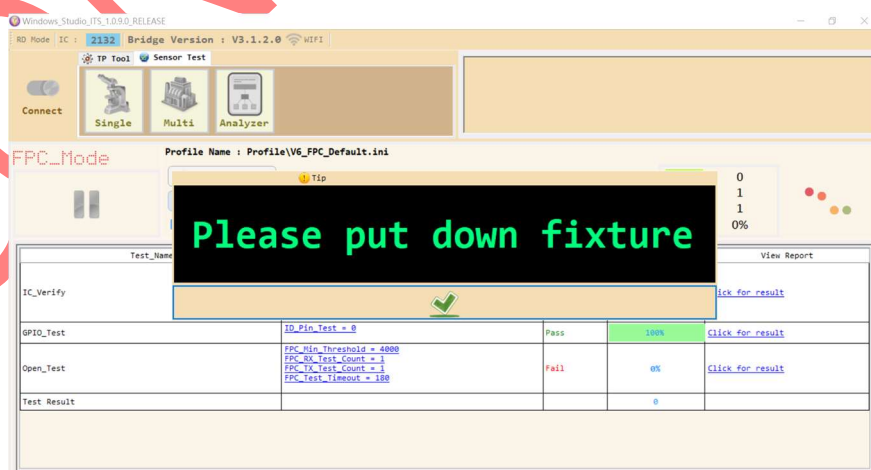 Windows_Studio_ITS_1.0.9.0_RELEASE
RD Mode IC : 2132 Bridge Version : V3.1.2.0 WIFI
TP Tool Sensor Test
Connect
Single Multi Analyzer
FPC_Mode
Profile Name : Profile\V6_FPC_Default.ini
Tip
Please put down fixture
0
1
1
0%
Test_Name View Report
IC_Verify ick for result
GPIO_Test ID_Pin_Test = 0 Pass 100% Click for result
FPC_Min_Threshold = 4000
FPC_RX_Test_Count = 1
Open_Test FPC_TX_Test_Count = 1 Fail 0% Click for result
FPC_Test_Timeout = 180
Test Result 0